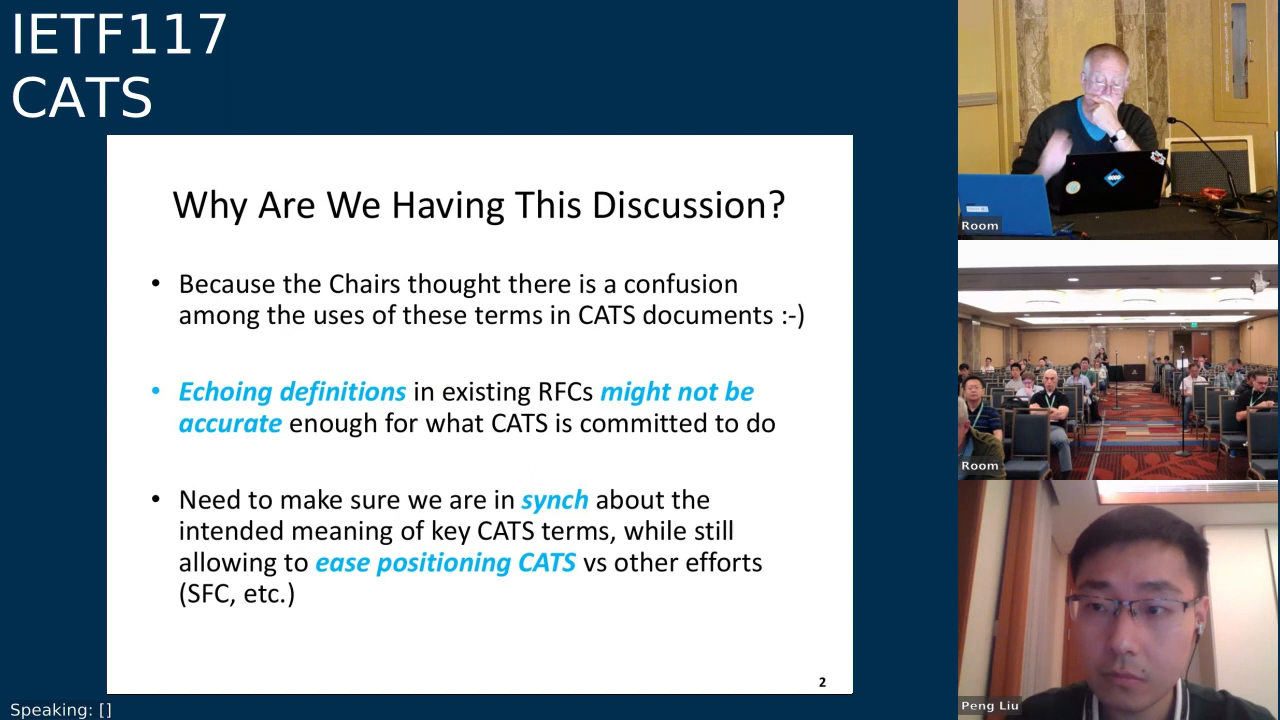 IETF117
CATS
Why Are We Having This Discussion?
• Because the Chairs thought there is a confusion
among the uses of these terms in CATS documents :-)
• Echoing definitions in existing RFCs might not be
accurate enough for what CATS is committed to do
• Need to make sure we are in synch about the
intended meaning of key CATS terms, while still
allowing to ease positioning CATS vs other efforts
(SFC, etc.)
2
Speaking: []
Room
Room
Peng Liu